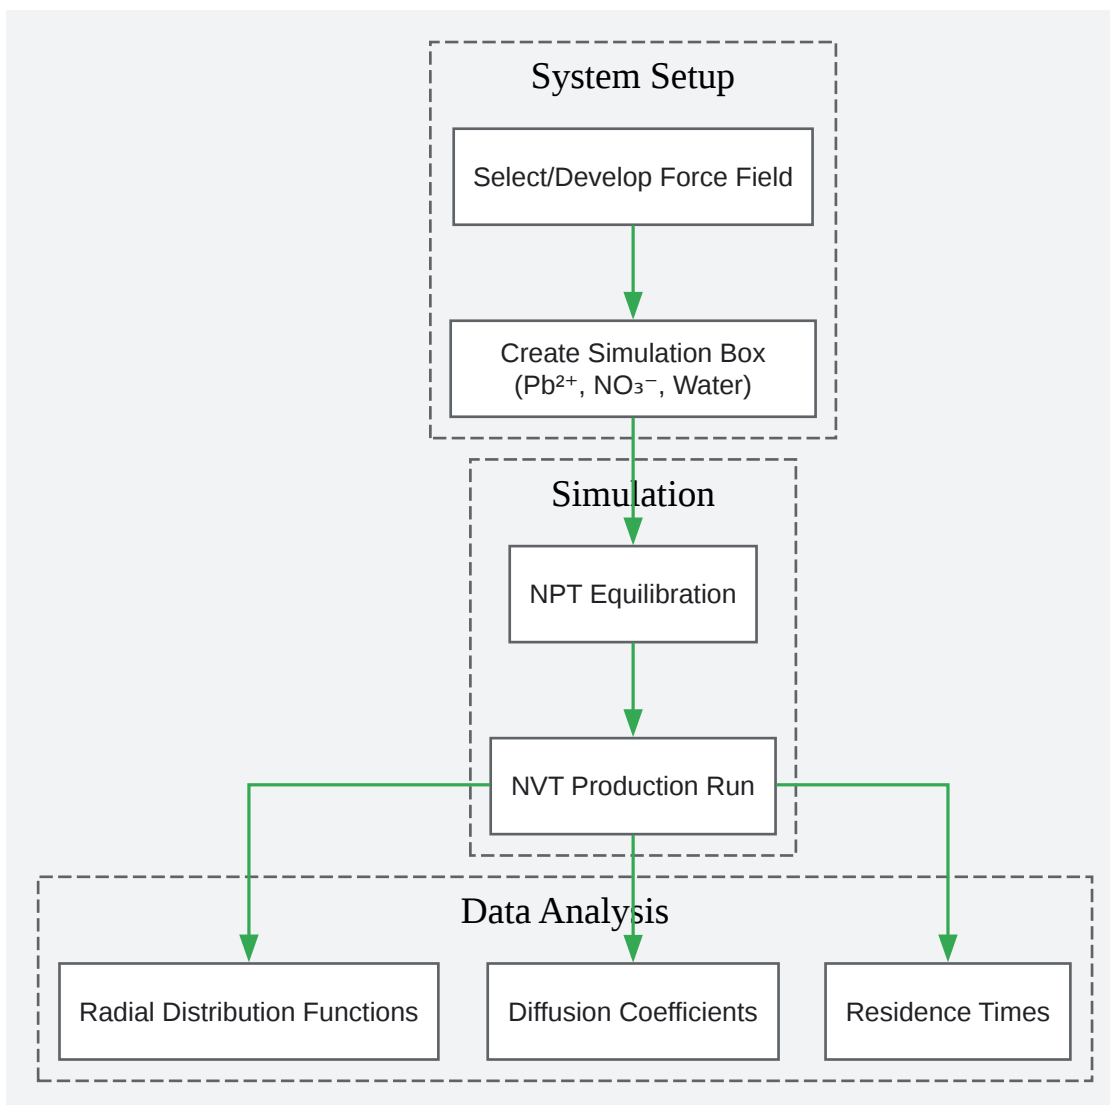 System Setup
Select/Develop Force Field
Create Simulation Box
(Pb²⁺, NO₃⁻, Water)
Simulation
NPT Equilibration
NVT Production Run
Data Analysis
Radial Distribution Functions
Diffusion Coefficients
Residence Times